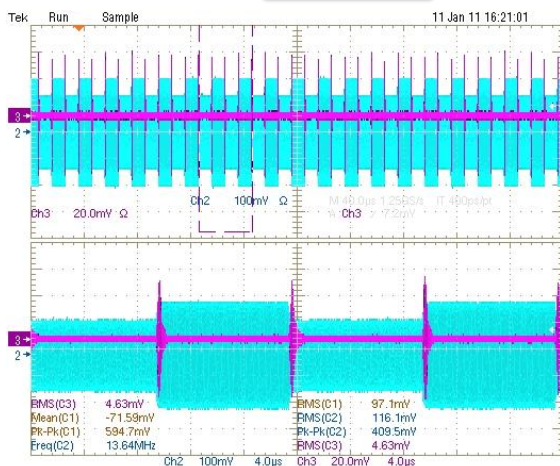 Tek Run Sample 11 Jan 11 16:21:01
3
2
Ch2 100mV Ω
Ch3 20.0mV Ω Ch3
3
2
RMS(C3) 4.63mV RMS(C1) 97.1mV
Mean(C1) -71.59mV RMS(C2) 116.1mV
Pk-Pk(C1) 594.7mV Pk-Pk(C2) 409.5mV
Freq(C2) 13.64MHz RMS(C3) 4.63mV
Ch2 100mV 4.0µs Ch3 20.0mV 4.0µs